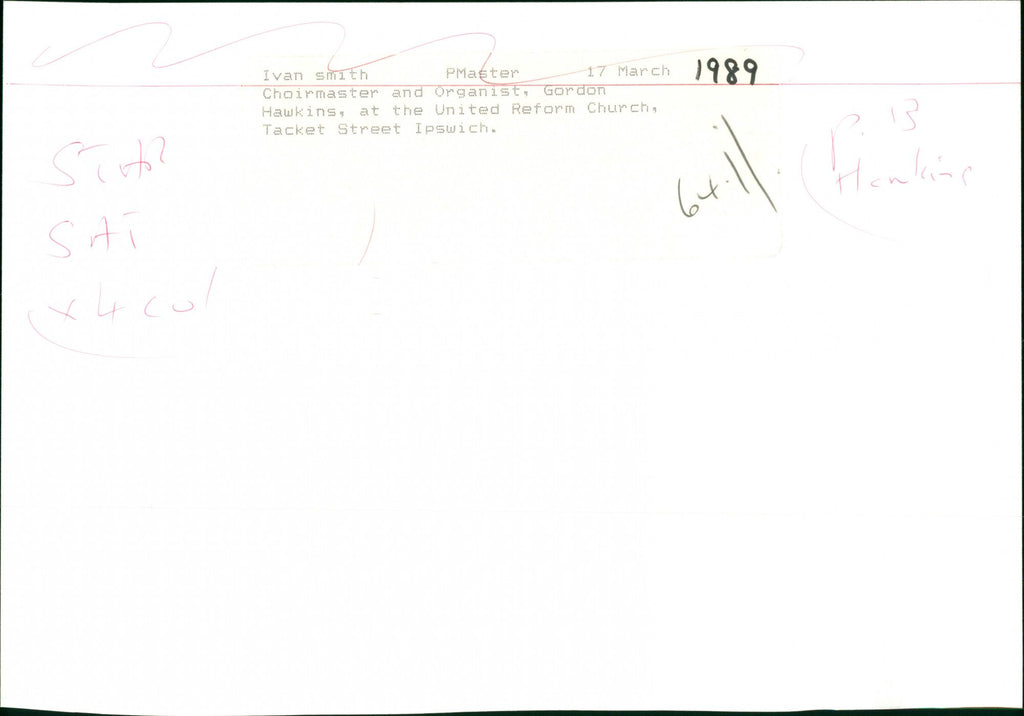 Ivan smith PMaster 17 March 1989
Choirmaster and Organist, Gordon
Hawkins, at the United Reform Church,
Tacket Street Ipswich.
STAR
SAT
x 4 col
p. 13
Hawkins